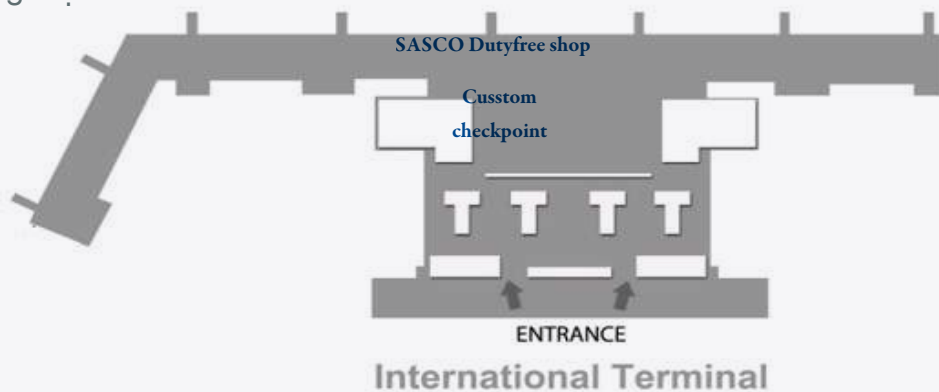 SASCO Dutyfree shop
Cusstom
checkpoint
ENTRANCE
International Terminal